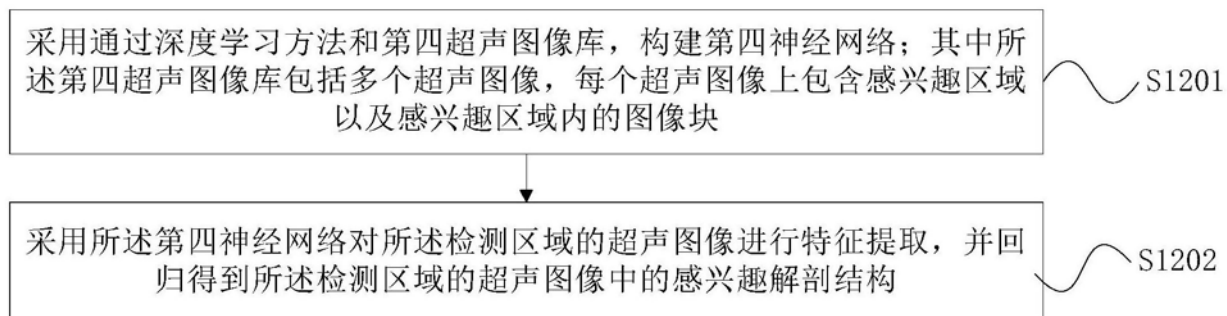 采用通过深度学习方法和第四超声图像库，构建第四神经网络；其中所
述第四超声图像库包括多个超声图像，每个超声图像上包含感兴趣区域
以及感兴趣区域内的图像块
S1201
采用所述第四神经网络对所述检测区域的超声图像进行特征提取，并回
归得到所述检测区域的超声图像中的感兴趣解剖结构
S1202